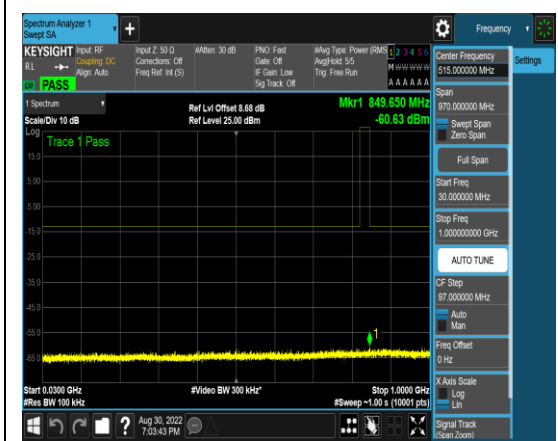 Spectrum Analyzer 1
Swept SA
+
Frequency
KEYSIGHT
RL
PASS
Input: RF
Coupling: DC
Align: Auto
Input Z: 50 Ω
Corrections: Off
Freq Ref: Int (S)
#Atten: 30 dB
PNO: Fast
Gate: Off
IF Gain: Low
Sig Track: Off
#Avg Type: Power (RMS
Avg|Hold: 5/5
Trig: Free Run
1 2 3 4 5 6
M W W W W W
A A A A A A
1 Spectrum
Scale/Div 10 dB
Ref Lvl Offset 8.68 dB
Ref Level 25.00 dBm
Mkr1 849.650 MHz
-60.63 dBm
Log
Trace 1 Pass
15.0
5.00
-5.00
-15.0
-25.0
-35.0
-45.0
-55.0
-65.0
1
Start 0.0300 GHz
#Res BW 100 kHz
#Video BW 300 kHz*
Stop 1.0000 GHz
#Sweep ~1.00 s (10001 pts)
Center Frequency
515.000000 MHz
Span
970.000000 MHz
Swept Span
Zero Span
Full Span
Start Freq
30.000000 MHz
Stop Freq
1.000000000 GHz
AUTO TUNE
CF Step
97.000000 MHz
Auto
Man
Freq Offset
0 Hz
X Axis Scale
Log
Lin
Signal Track
(Span Zoom)
Settings
?
Aug 30, 2022
7:03:43 PM